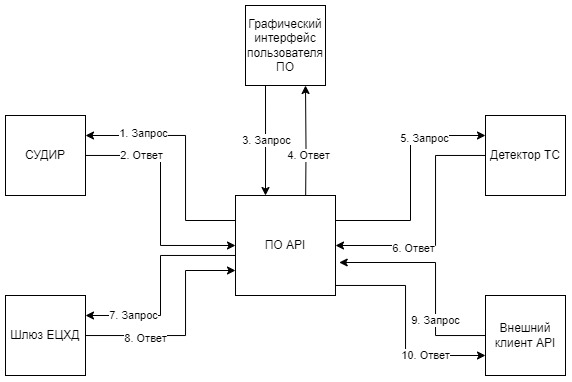 Графический
интерфейс
пользователя
ПО
1. Запрос
2. Ответ
3. Запрос
4. Ответ
5. Запрос
СУДИР
Детектор ТС
ПО API
6. Ответ
7. Запрос
8. Ответ
9. Запрос
10. Ответ
Шлюз ЕЦХД
Внешний
клиент API